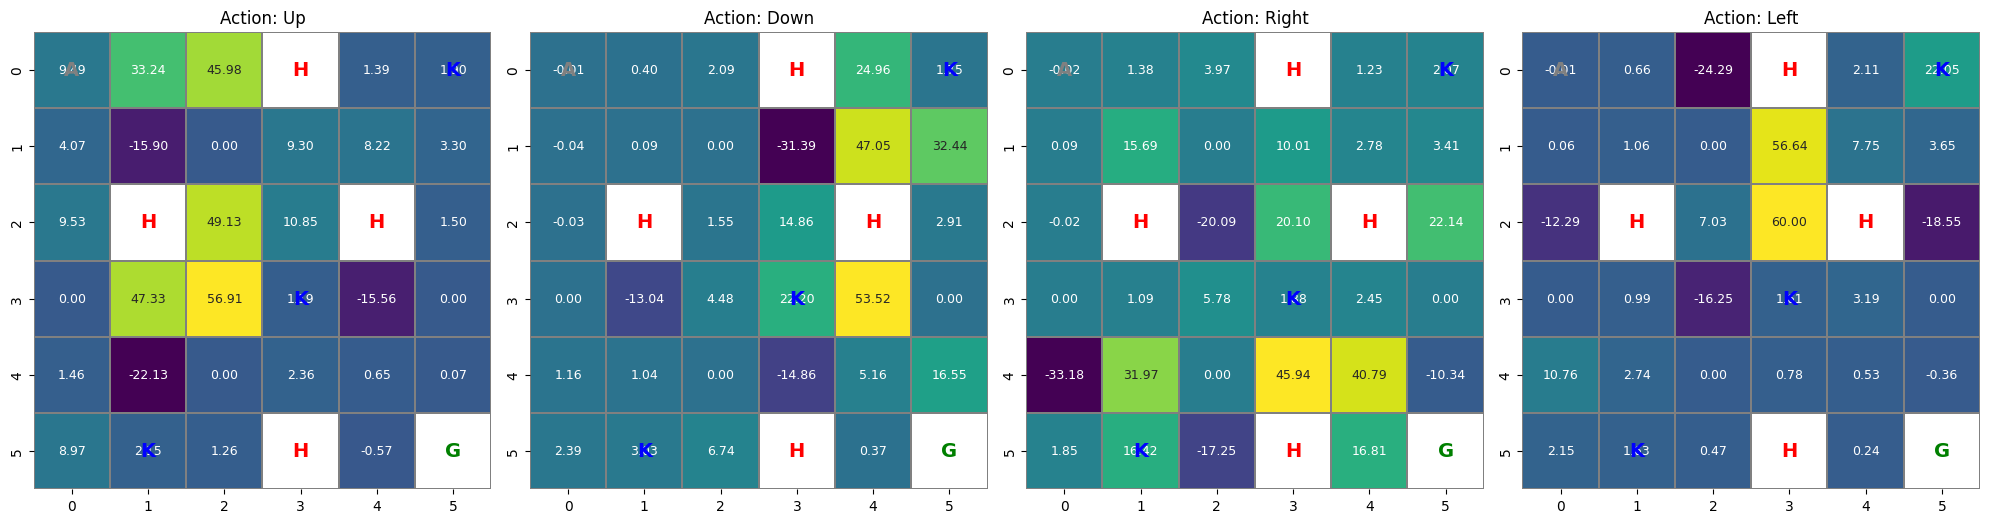 Action: Up
0 A 33.24 45.98 H 1.39 K
1 4.07 -15.90 0.00 9.30 8.22 3.30
2 9.53 H 49.13 10.85 H 1.50
3 0.00 47.33 56.91 K -15.56 0.00
4 1.46 -22.13 0.00 2.36 0.65 0.07
5 8.97 K 1.26 H -0.57 G
0 1 2 3 4 5
Action: Down
0 A 0.40 2.09 H 24.96 K
1 -0.04 0.09 0.00 -31.39 47.05 32.44
2 -0.03 H 1.55 14.86 H 2.91
3 0.00 -13.04 4.48 K 53.52 0.00
4 1.16 1.04 0.00 -14.86 5.16 16.55
5 2.39 K 6.74 H 0.37 G
0 1 2 3 4 5
Action: Right
0 A 1.38 3.97 H 1.23 K
1 0.09 15.69 0.00 10.01 2.78 3.41
2 -0.02 H -20.09 20.10 H 22.14
3 0.00 1.09 5.78 K 2.45 0.00
4 -33.18 31.97 0.00 45.94 40.79 -10.34
5 1.85 K -17.25 H 16.81 G
0 1 2 3 4 5
Action: Left
0 A 0.66 -24.29 H 2.11 K
1 0.06 1.06 0.00 56.64 7.75 3.65
2 -12.29 H 7.03 60.00 H -18.55
3 0.00 0.99 -16.25 K 3.19 0.00
4 10.76 2.74 0.00 0.78 0.53 -0.36
5 2.15 K 0.47 H 0.24 G
0 1 2 3 4 5